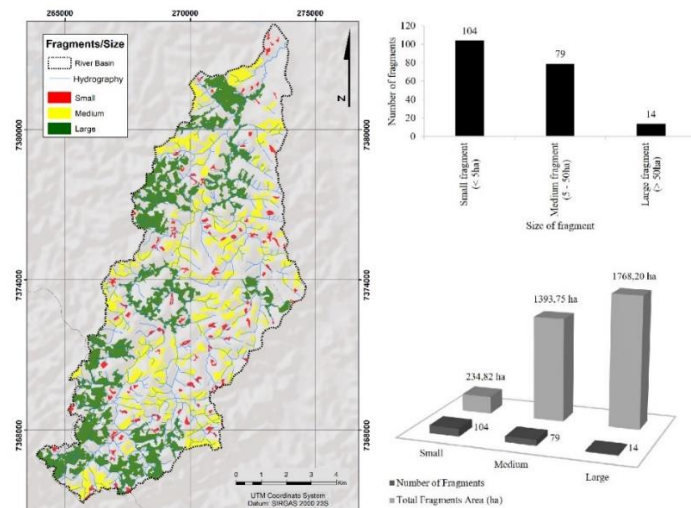 265000 270000 275000
Fragments/Size
River Basin
Hydrography
Small
Medium
Large
N
7380000 7380000
7374000 7374000
7368000 7368000
0 1 2 3 4
Km
UTM Coordinate System
Datum: SIRGAS 2000 23S
Number of fragments
120
100
80
60
40
20
0
104
79
14
Small fragment
(< 5ha)
Medium fragment
(5 - 50ha)
Large fragment
(> 50ha)
Size of fragment
1768,20 ha
1393,75 ha
234,82 ha
104
79
14
Small
Medium
Large
Number of Fragments
Total Fragments Area (ha)